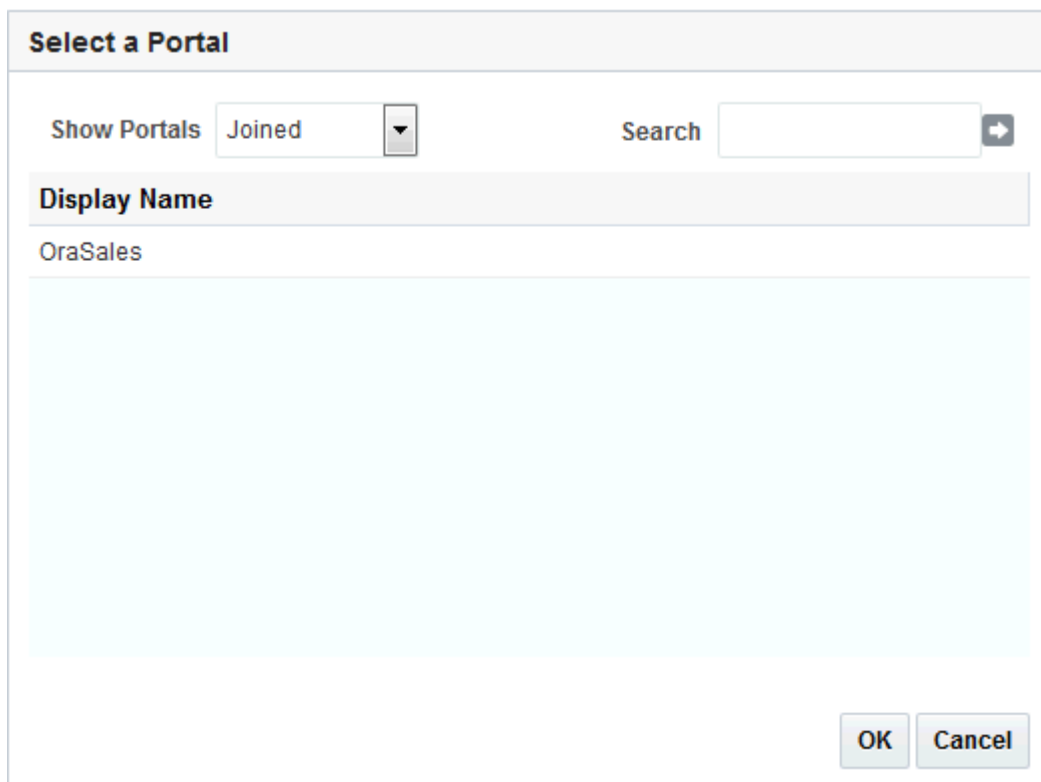 Select a Portal
Show Portals Joined Search
Display Name
OraSales
OK Cancel